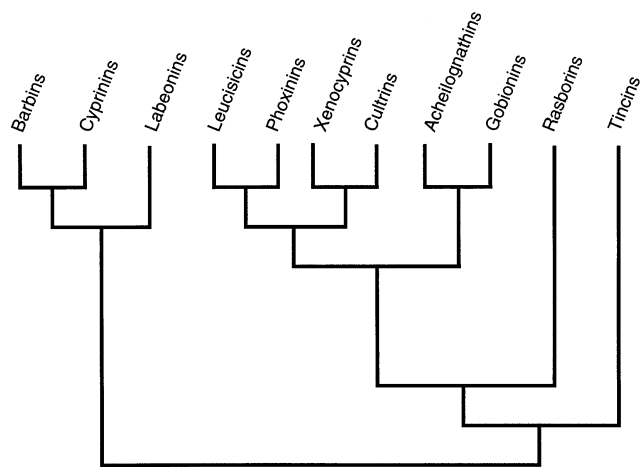 Barbins
Cyprinins
Labeonins
Leucisicins
Phoxinins
Xenocyprins
Cultrins
Acheilognathins
Gobionins
Rasborins
Tincins